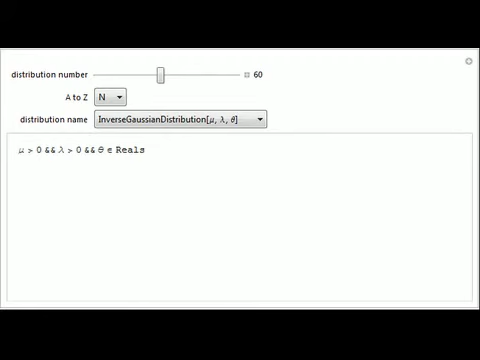 distribution number 60
A to Z N
distribution name InverseGaussianDistribution[μ, λ, θ]
μ > 0 && λ > 0 && θ ∈ Reals